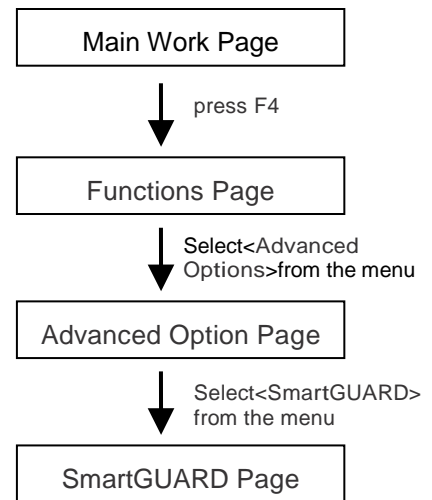 Main Work Page
press F4
Functions Page
Select<Advanced
Options>from the menu
Advanced Option Page
Select<SmartGUARD>
from the menu
SmartGUARD Page